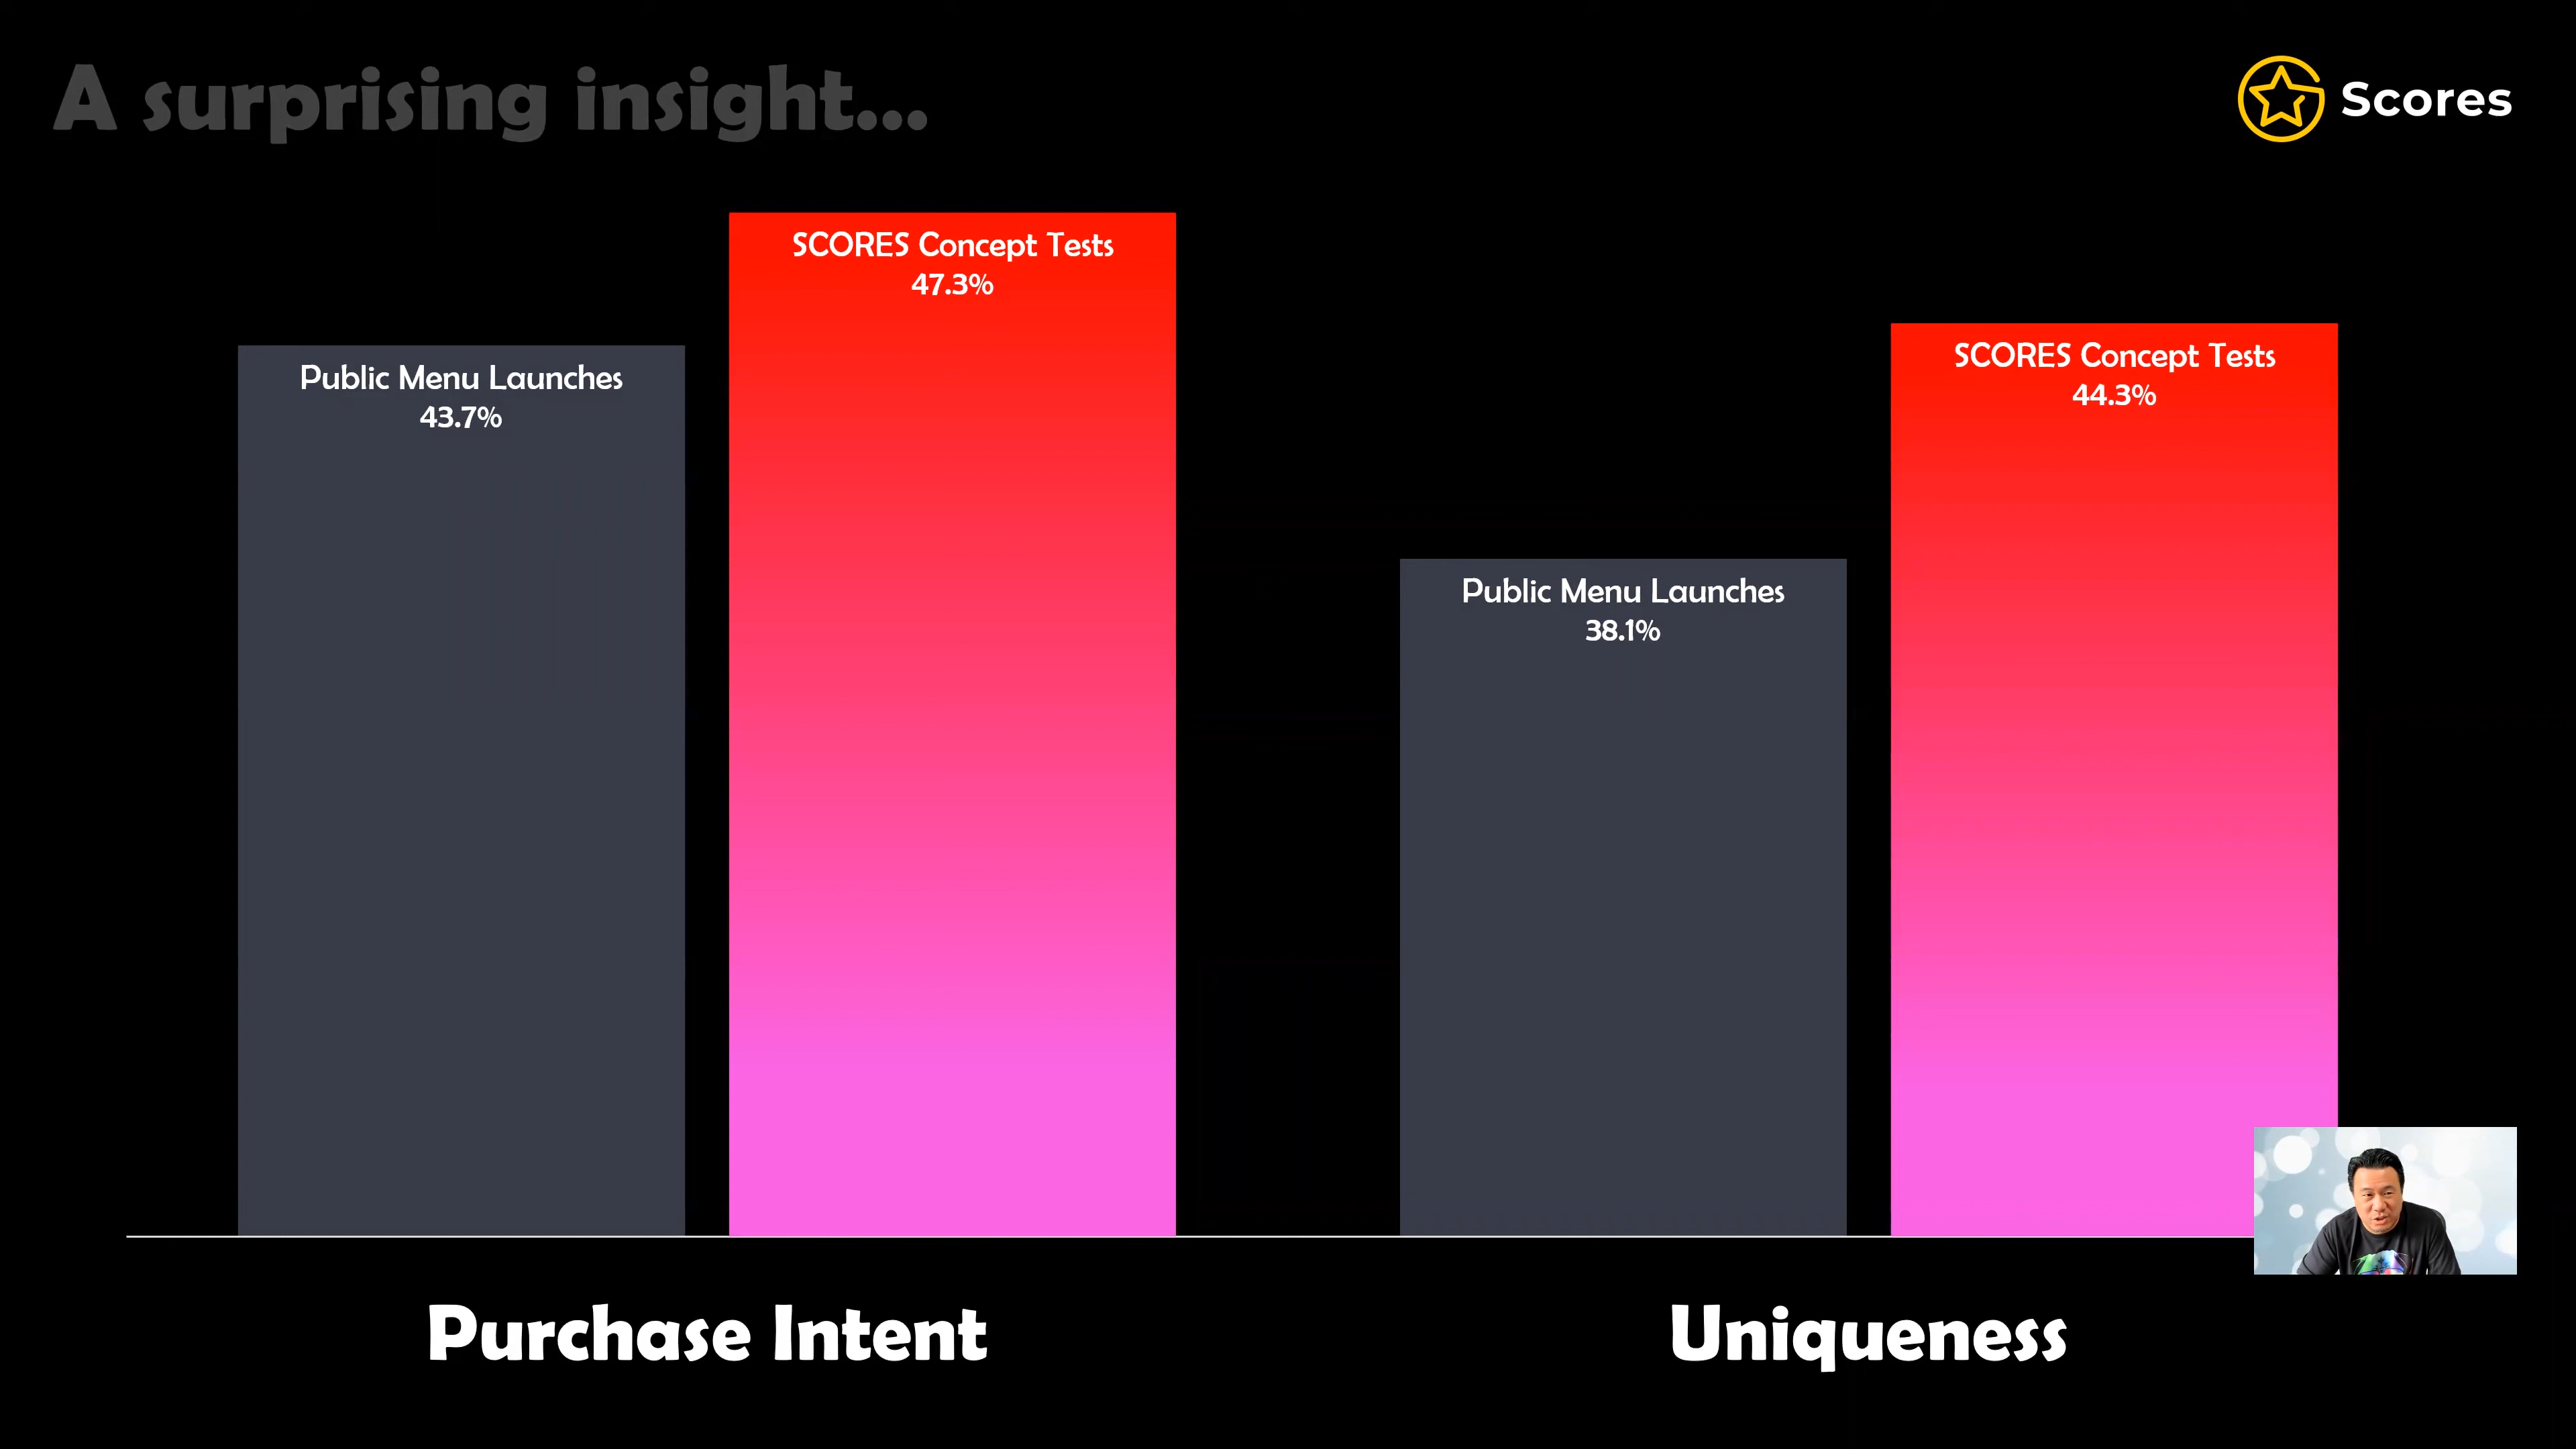 A surprising insight...
Scores
SCORES Concept Tests
47.3%
Public Menu Launches
43.7%
SCORES Concept Tests
44.3%
Public Menu Launches
38.1%
Purchase Intent
Uniqueness